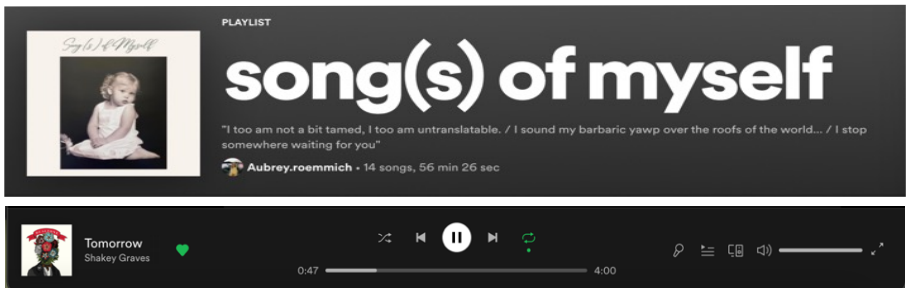 PLAYLIST
Song(s) of Myself
song(s) of myself
"I too am not a bit tamed, I too am untranslatable. / I sound my barbaric yawp over the roofs of the world... / I stop
somewhere waiting for you"
Aubrey.roemmich • 14 songs, 56 min 26 sec
Tomorrow
Shakey Graves
0:47
4:00